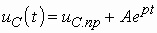 u_C(t) = u_{C.np} + Ae^{pt}